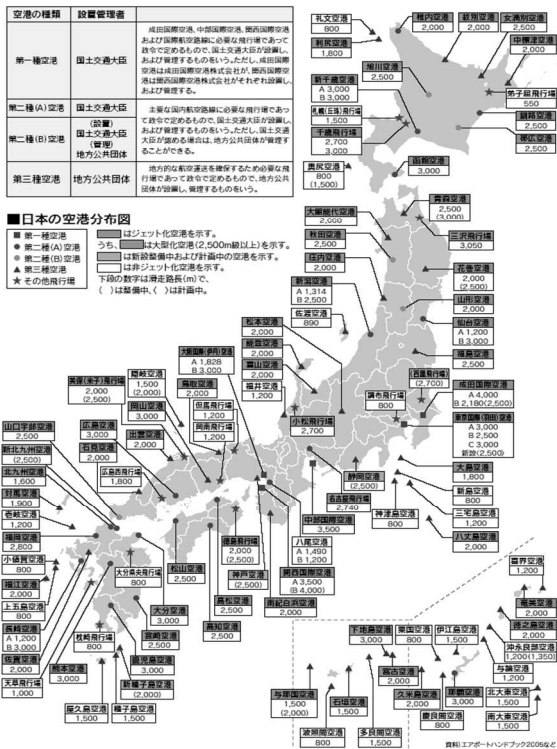 空港の種類 設置管理者
第一種空港 国土交通大臣
成田国際空港、中部国際空港、関西国際空港
および国際航空路線に必要な飛行場であって
政令で定めるもので、国土交通大臣が設置し、
および管理するものをいう。ただし、成田国際
空港は成田国際空港株式会社が、関西国際空
港は関西国際空港株式会社がそれぞれ設置し、
および管理する。
第二種(A)空港 国土交通大臣
第二種(B)空港
(設置)
国土交通大臣
(管理)
地方公共団体
主要な国内航空路線に必要な飛行場であっ
て政令で定めるもので、国土交通大臣が設置し、
および管理するものをいう。ただし、国土交通大
臣が認める場合は、地方公共団体が管理す
ることができる。
第三種空港 地方公共団体
地方的な航空運送を確保するため必要な飛
行場であって政令で定めるもので、地方公共団
体が設置し、管理するものをいう。
■日本の空港分布図
■ 第一種空港
● 第二種(A)空港
● 第二種(B)空港
▲ 第三種空港
★ その他飛行場
はジェット化空港を示す。
うち、は大型化空港(2,500m級以上)を示す。
は新設整備中および計画中の空港を示す。
は非ジェット化空港を示す。
下段の数字は滑走路長(m)で、
( )は整備中、〈 〉は計画中。
礼文空港
800
利尻空港
1,800
稚内空港
2,000
紋別空港
2,000
女満別空港
2,500
中標津空港
2,000
旭川空港
2,500
新千歳空港
A 3,000
B 3,000
札幌(丘珠)飛行場
1,500
千歳飛行場
2,700
3,000
弟子屈飛行場
550
釧路空港
2,500
帯広空港
2,500
奥尻空港
800
(1,500)
函館空港
3,000
青森空港
2,500
(3,000)
三沢飛行場
3,050
大館能代空港
2,000
秋田空港
2,500
庄内空港
2,000
花巻空港
2,000
(2,500)
新潟空港
A 1,314
B 2,500
山形空港
2,000
佐渡空港
890
仙台空港
A 1,200
B 3,000
福島空港
2,500
松本空港
2,000
能登空港
2,000
富山空港
2,000
福井空港
1,200
小松飛行場
2,700
(百里飛行場)
(2,700)
成田国際空港
A 4,000
B 2,180(2,500)
調布飛行場
800
東京国際(羽田)空港
A 3,000
B 2,500
C 3,000
新設(2,500)
大阪国際(伊丹)空港
A 1,828
B 3,000
隠岐空港
1,500
(2,000)
美保(米子)飛行場
2,000
(2,500)
鳥取空港
2,000
但馬飛行場
1,200
岡山空港
3,000
岡南飛行場
1,200
出雲空港
2,000
広島空港
3,000
石見空港
2,000
山口宇部空港
2,500
新北九州空港
(2,500)
北九州空港
1,600
広島西飛行場
1,800
対馬空港
1,900
壱岐空港
1,200
福岡空港
2,800
小値賀空港
800
福江空港
2,000
上五島空港
800
長崎空港
A 1,200
B 3,000
佐賀空港
2,000
天草飛行場
1,000
熊本空港
3,000
枕崎飛行場
800
大分県央飛行場
800
大分空港
3,000
宮崎空港
2,500
鹿児島空港
3,000
新種子島空港
(2,000)
屋久島空港
1,500
種子島空港
1,500
松山空港
2,500
高知空港
2,500
高松空港
2,500
徳島飛行場
2,000
(2,500)
神戸空港
(2,500)
南紀白浜空港
2,000
関西国際空港
A 3,500
(B 4,000)
八尾空港
A 1,490
B 1,200
中部国際空港
3,500
名古屋飛行場
2,740
静岡空港
(2,500)
大島空港
1,800
新島空港
800
神津島空港
800
三宅島空港
1,200
八丈島空港
2,000
喜界空港
1,200
奄美空港
2,000
徳之島空港
2,000
沖永良部空港
1,200(1,350)
与論空港
1,200
北大東空港
1,500
南大東空港
1,500
下地島空港
3,000
粟国空港
800
伊江島空港
1,500
宮古空港
2,000
久米島空港
2,000
那覇空港
3,000
慶良間空港
800
与那国空港
1,500
(2,000)
石垣空港
1,500
波照間空港
800
多良間空港
1,500
資料)エアポートハンドブック2005など